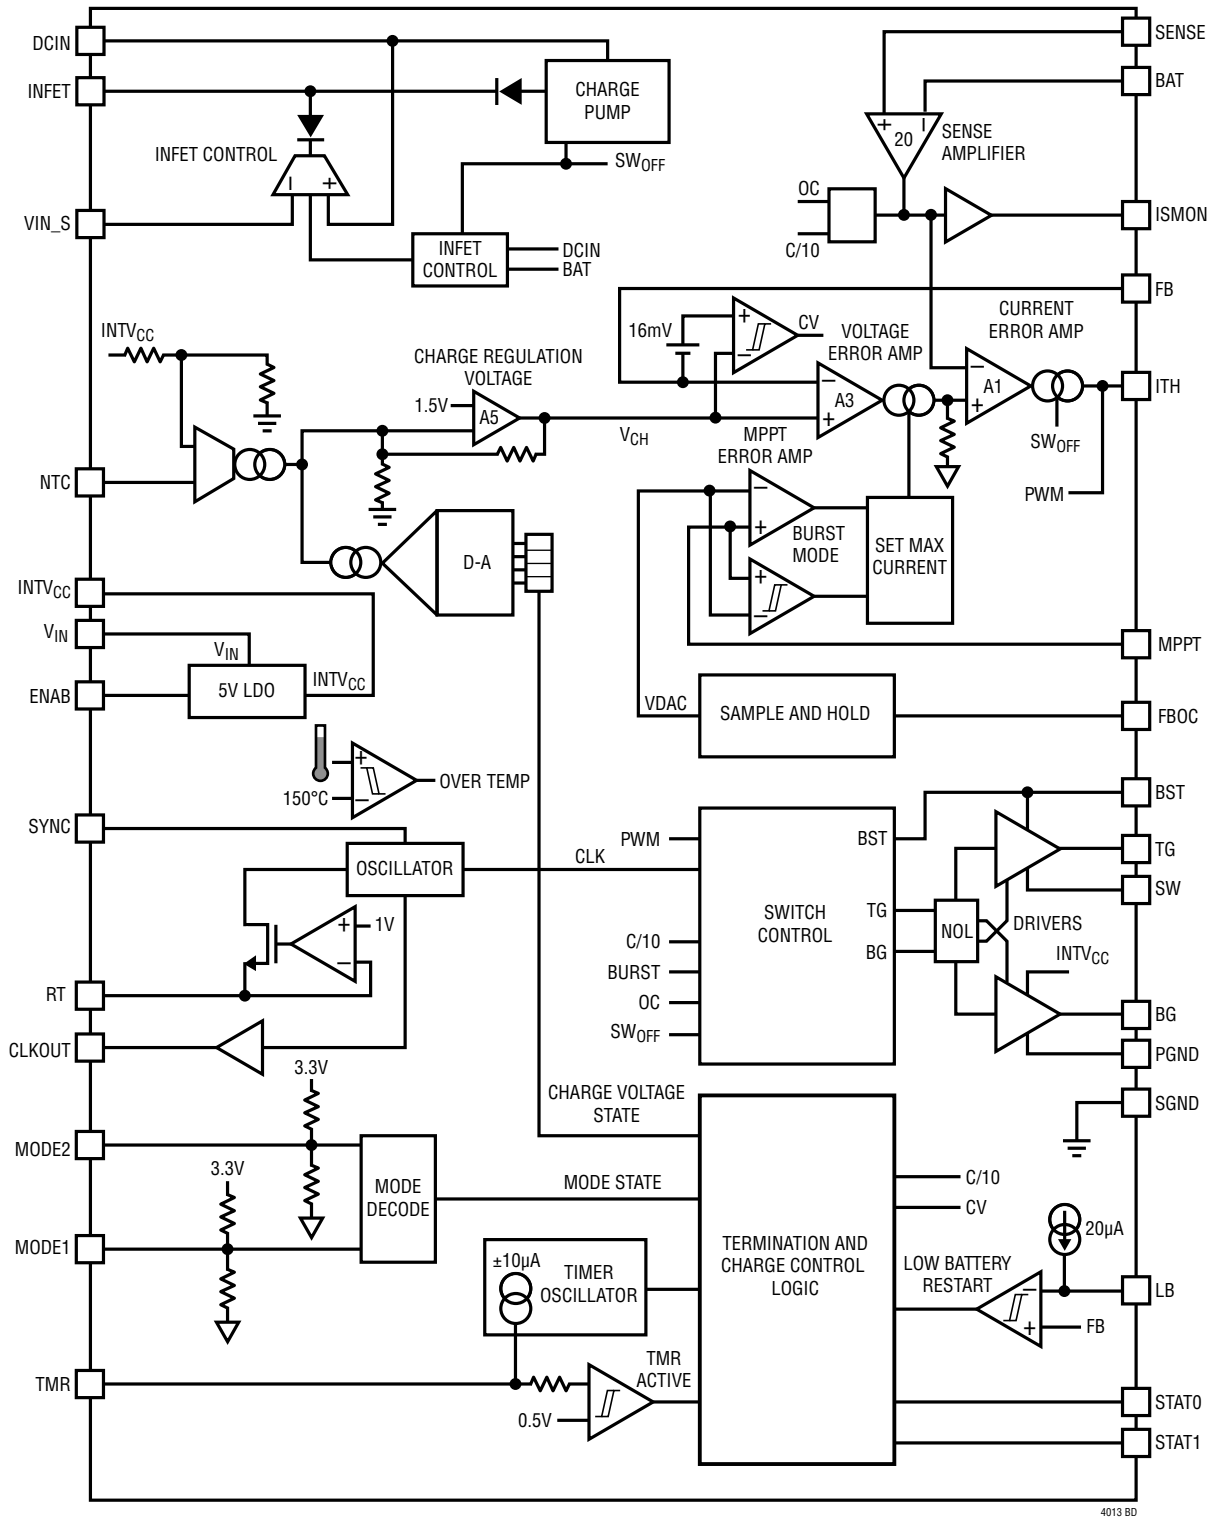 DCIN
INFET
VIN_S
NTC
INTVCC
VIN
ENAB
SYNC
RT
CLKOUT
MODE2
MODE1
TMR
INFET CONTROL
–
+
CHARGE
PUMP
SWOFF
INFET
CONTROL
DCIN
BAT
INTVCC
CHARGE REGULATION
VOLTAGE
1.5V
A5
VCH
D-A
VIN
5V LDO
INTVCC
150°C
+
–
OVER TEMP
OSCILLATOR
CLK
+
1V
–
3.3V
3.3V
MODE
DECODE
CHARGE VOLTAGE
STATE
MODE STATE
±10µA
TIMER
OSCILLATOR
TMR
ACTIVE
0.5V
+
–
20
SENSE
AMPLIFIER
OC
C/10
16mV
+
–
CV
VOLTAGE
ERROR AMP
–
A3
+
CURRENT
ERROR AMP
–
A1
+
SWOFF
PWM
MPPT
ERROR AMP
–
+
BURST
MODE
+
–
SET MAX
CURRENT
VDAC
SAMPLE AND HOLD
PWM
C/10
BURST
OC
SWOFF
SWITCH
CONTROL
BST
TG
BG
NOL
DRIVERS
INTVCC
TERMINATION AND
CHARGE CONTROL
LOGIC
C/10
CV
20µA
LOW BATTERY
RESTART
–
+
FB
SENSE
BAT
ISMON
FB
ITH
MPPT
FBOC
BST
TG
SW
BG
PGND
SGND
LB
STAT0
STAT1
4013 BD